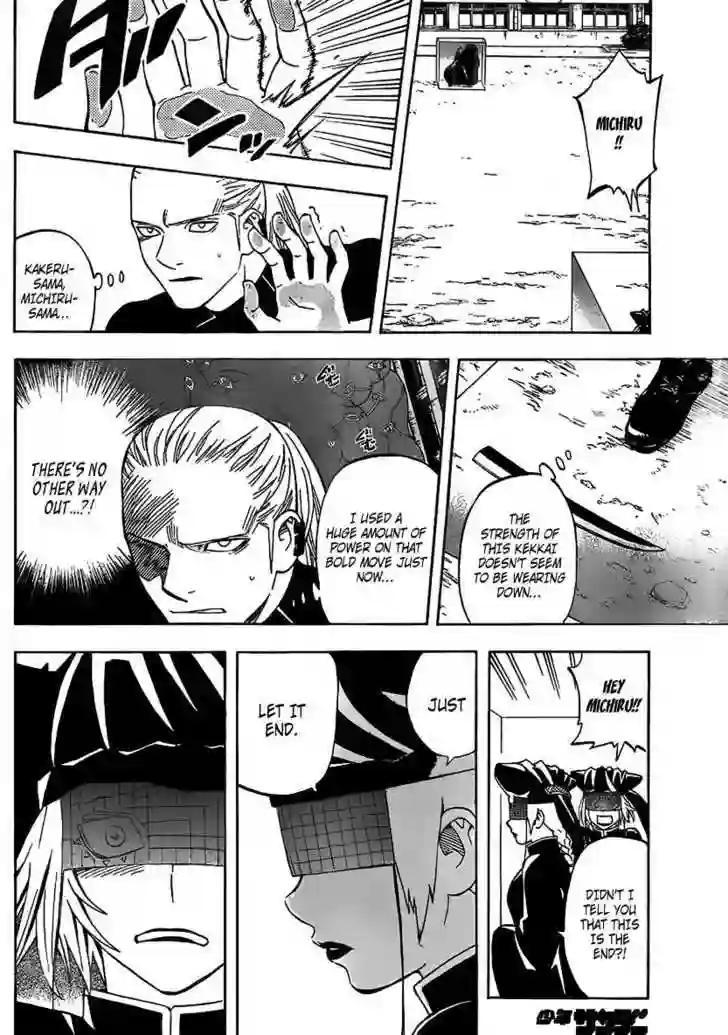 MICHIRU
!!
KAKERU-
SAMA,
MICHIRU-
SAMA...
THE
STRENGTH OF
THIS KEKKAI
DOESN'T SEEM
TO BE WEARING
DOWN...
I USED A
HUGE AMOUNT
OF POWER ON THAT
BOLD MOVE JUST
NOW...
THERE'S NO
OTHER WAY
OUT....?!
HEY
MICHIRU!!
DIDN'T I
TELL YOU
THAT THIS
IS THE
END?!
JUST
LET IT
END.